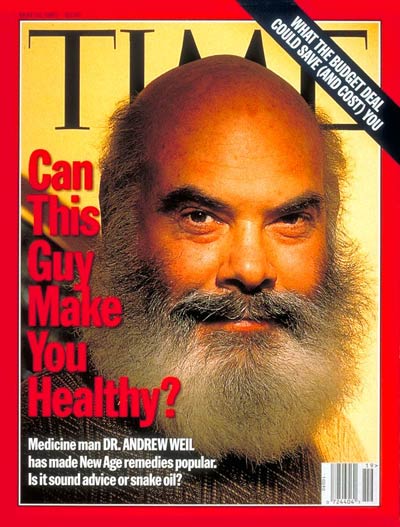 WHAT THE BUDGET DEAL
COULD SAVE (AND COST) YOU
TIME
Can
This
Guy
Make
You
Healthy?
Medicine man DR. ANDREW WEIL
has made New Age remedies popular.
Is it sound advice or snake oil?
19>